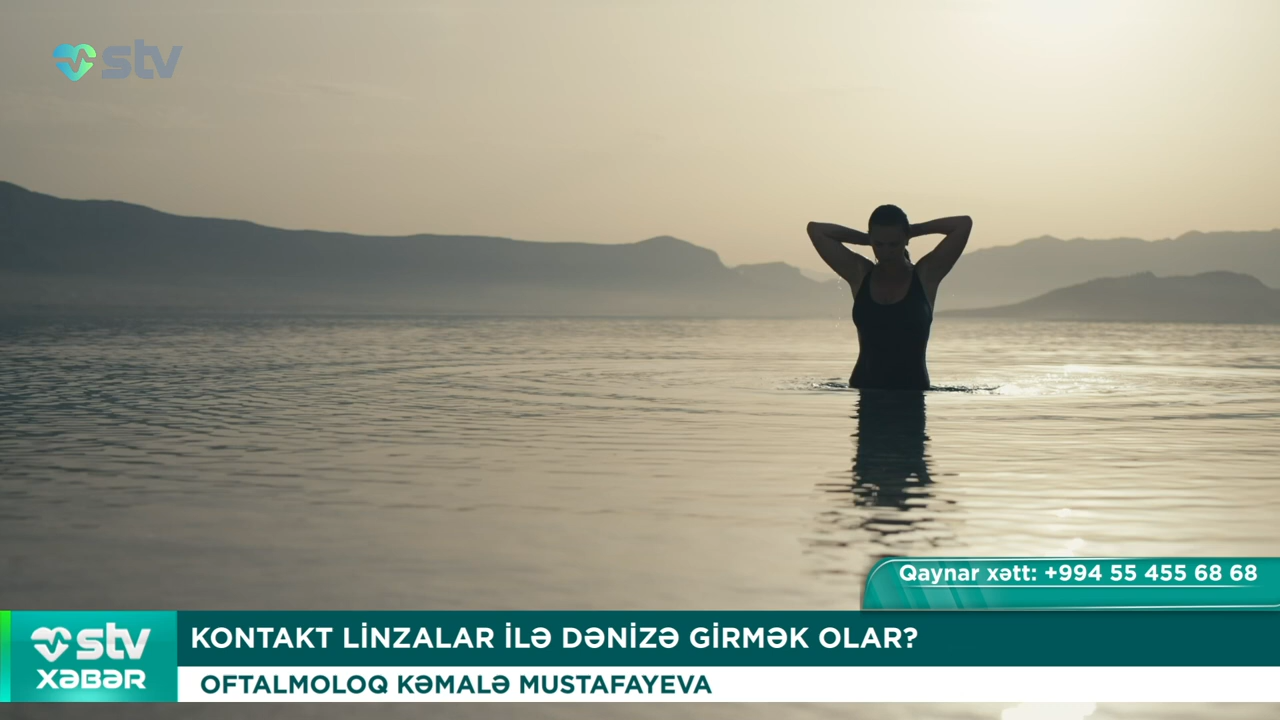 stv
Qaynar xətt: +994 55 455 68 68
stv
XƏBƏR
KONTAKT LİNZALAR İLƏ DƏNİZƏ GİRMƏK OLAR?
OFTALMOLOQ KƏMALƏ MUSTAFAYEVA